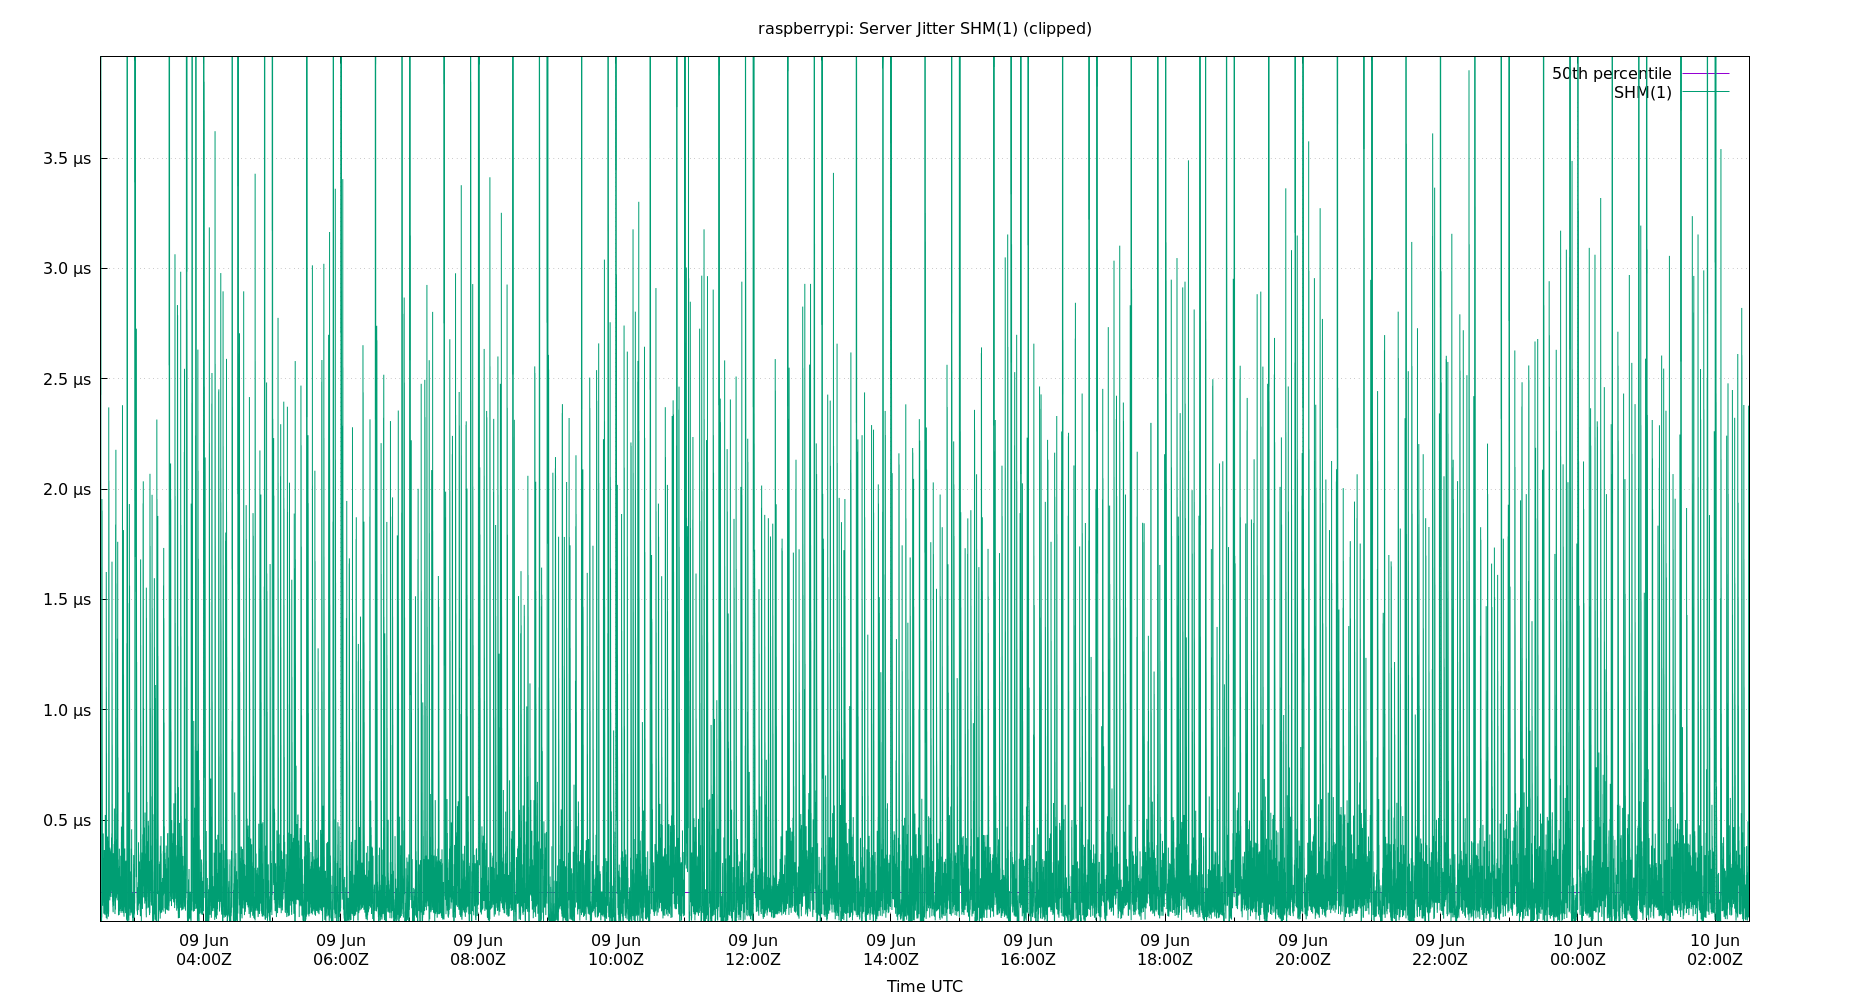 raspberrypi: Server Jitter SHM(1) (clipped)
50th percentile
SHM(1)
3.5 µs
3.0 µs
2.5 µs
2.0 µs
1.5 µs
1.0 µs
0.5 µs
09 Jun 09 Jun 09 Jun 09 Jun 09 Jun 09 Jun 09 Jun 09 Jun 09 Jun 09 Jun 10 Jun 10 Jun
04:00Z 06:00Z 08:00Z 10:00Z 12:00Z 14:00Z 16:00Z 18:00Z 20:00Z 22:00Z 00:00Z 02:00Z
Time UTC